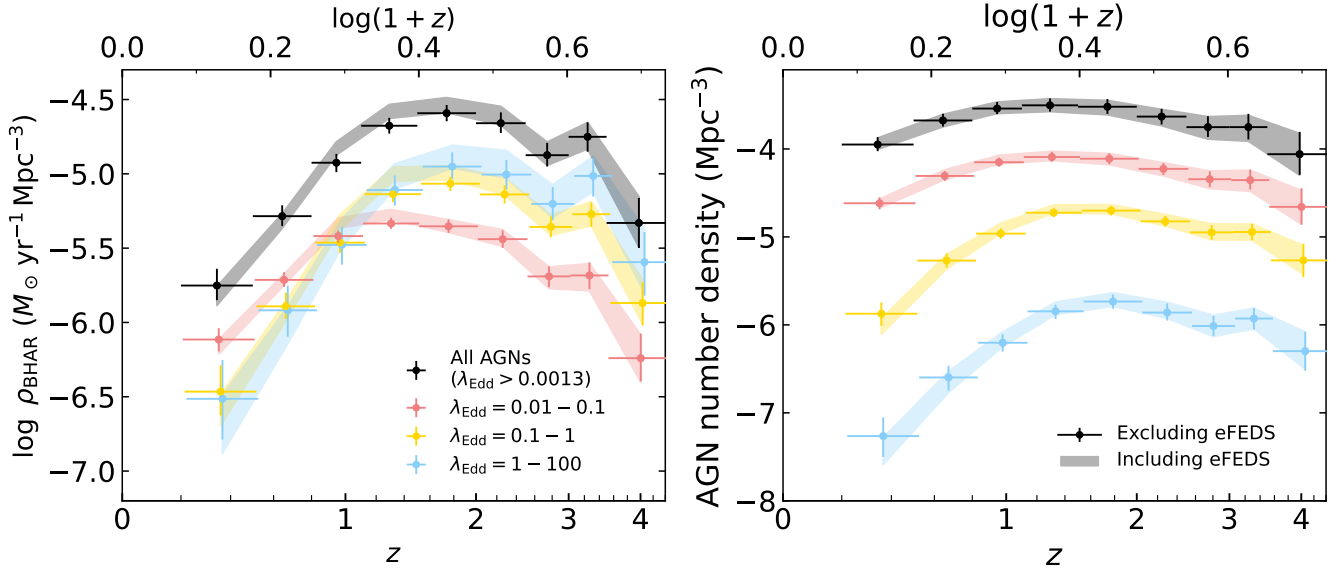 log(1 + z)
0.0 0.2 0.4 0.6
log ρBHAR (M⊙ yr−1 Mpc−3)
−4.5
−5.0
−5.5
−6.0
−6.5
−7.0
All AGNs
(λEdd > 0.0013)
λEdd = 0.01 − 0.1
λEdd = 0.1 − 1
λEdd = 1 − 100
0 1 2 3 4
z
log(1 + z)
0.0 0.2 0.4 0.6
AGN number density (Mpc−3)
−4
−5
−6
−7
−8
Excluding eFEDS
Including eFEDS
0 1 2 3 4
z